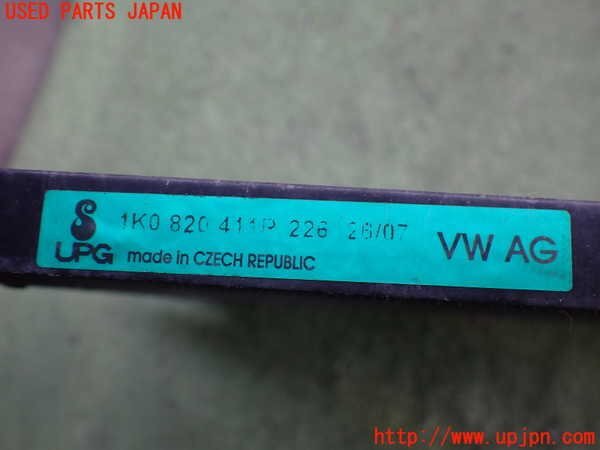 USED PARTS JAPAN
1K0 820 411P 226 26/07
UPG made in CZECH REPUBLIC
VW AG
http://www.upjpn.com/